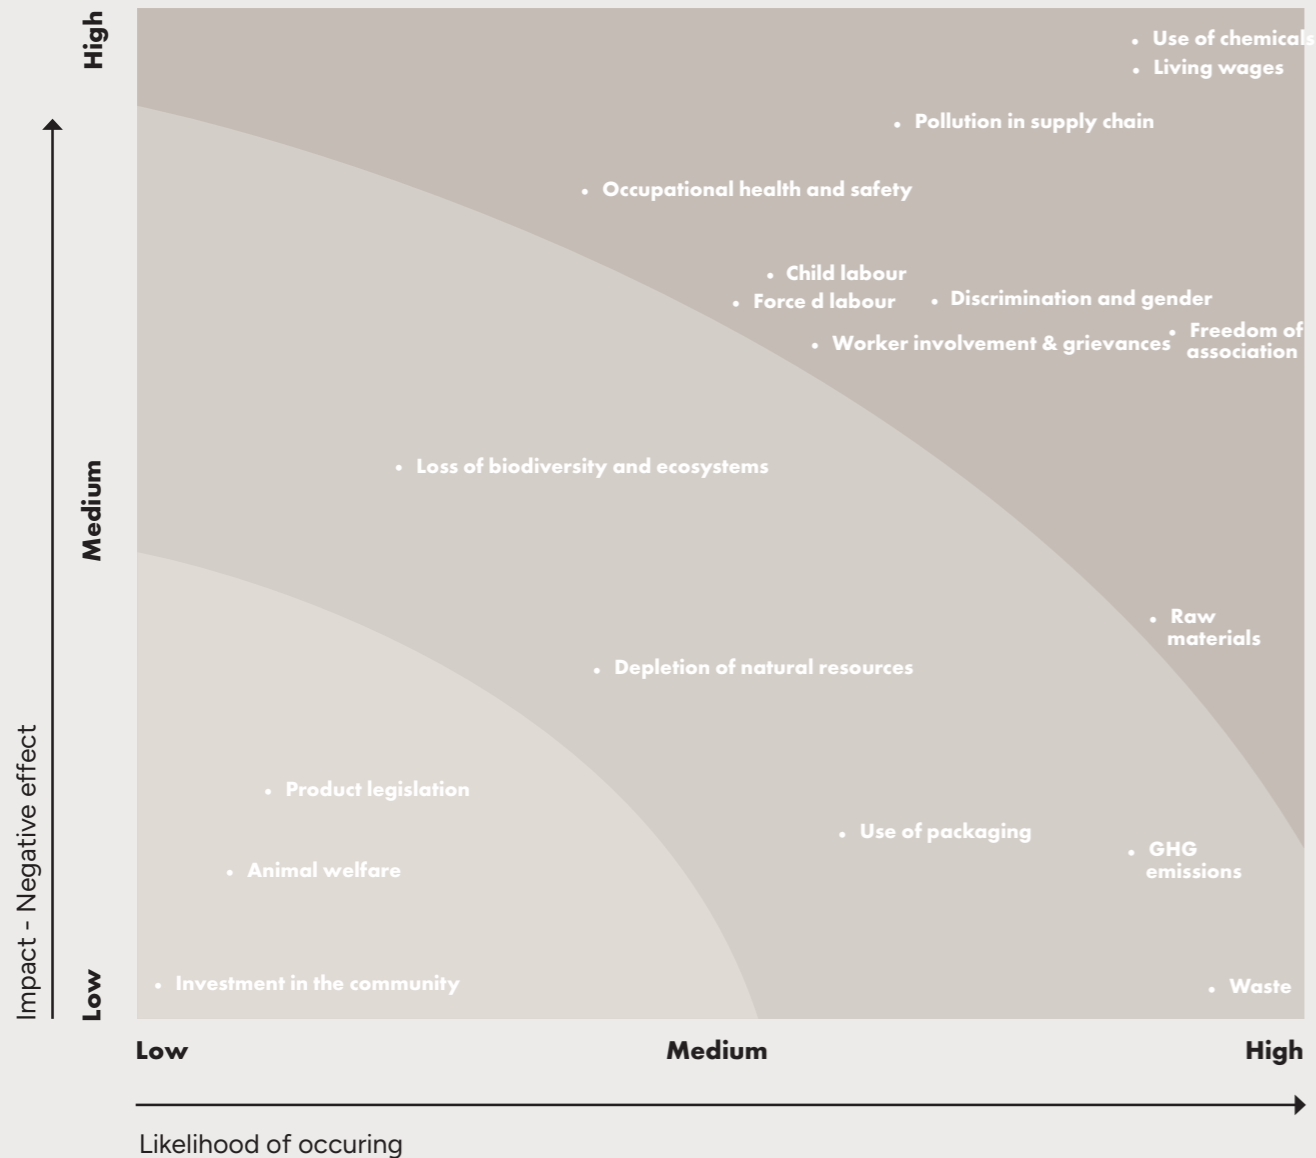 High
Use of chemicals
Living wages
Pollution in supply chain
Occupational health and safety
Child labour
Force d labour
Discrimination and gender
Freedom of
association
Worker involvement & grievances
Medium
Loss of biodiversity and ecosystems
Raw
materials
Depletion of natural resources
Impact - Negative effect
Product legislation
Use of packaging
GHG
emissions
Animal welfare
Low
Investment in the community
Waste
Low
Medium
High
Likelihood of occuring